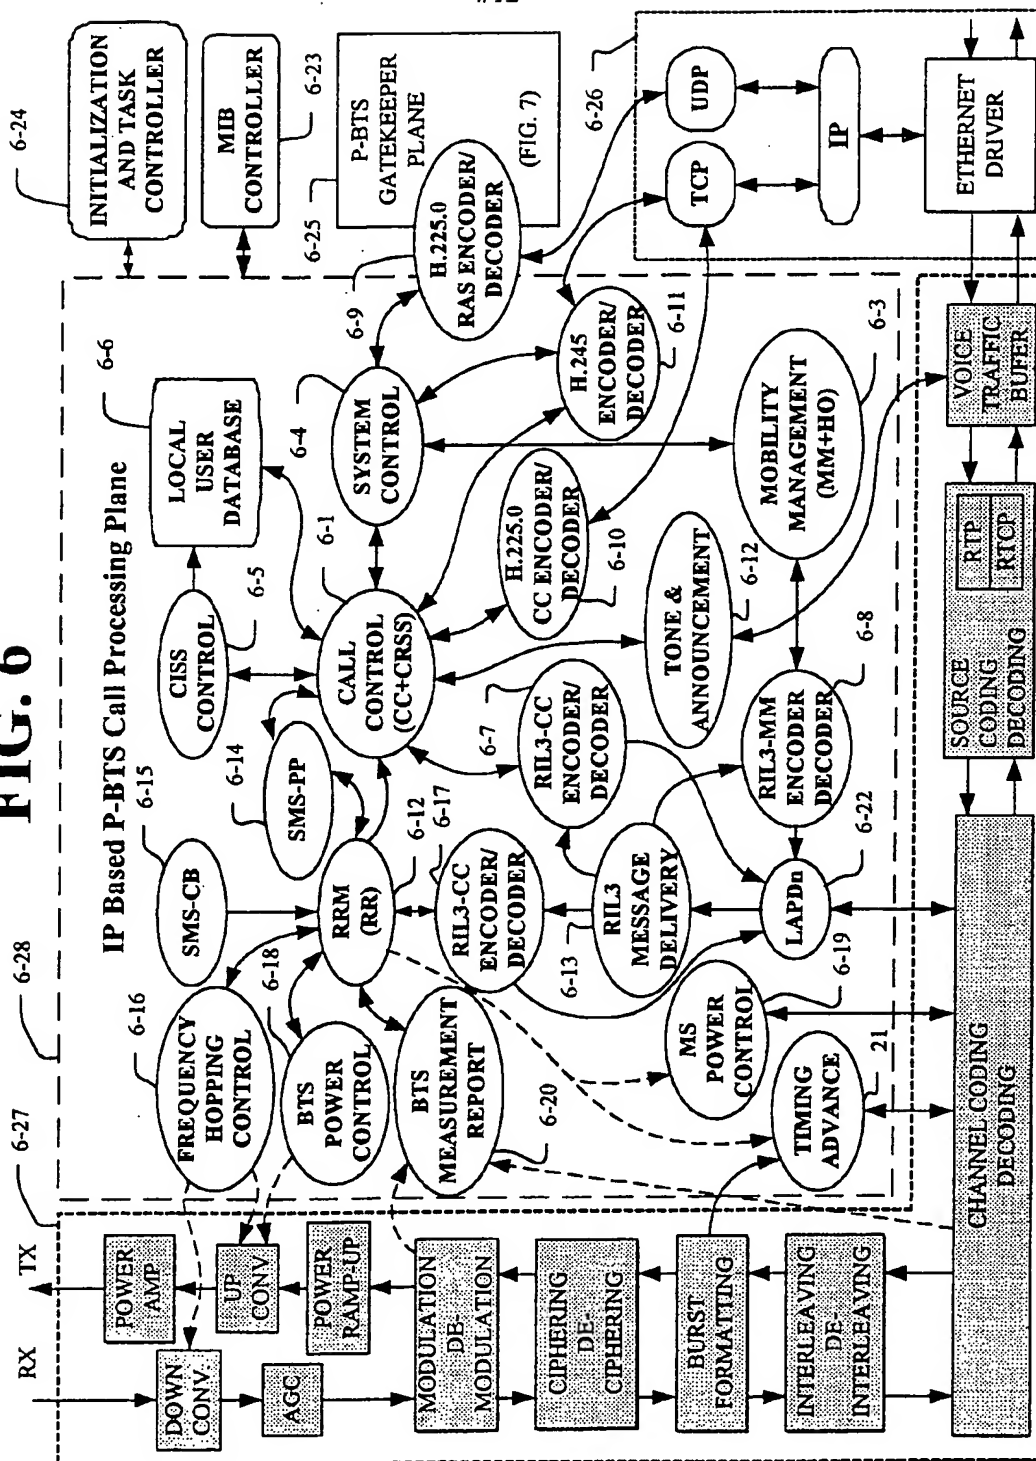 FIG. 6
IP Based P-BTS Call Processing Plane
6-27
6-28
RX
TX
DOWN
CONV.
AGC
POWER
AMP
UP
CONV.
POWER
RAMP-UP
MODULATION
DE-
MODULATION
CIPHERING
DE-
CIPHERING
BURST
FORMATTING
INTERLEAVING
DE-
INTERLEAVING
CHANNEL CODING
DECODING
6-16
FREQUENCY
HOPPING
CONTROL
6-18
BTS
POWER
CONTROL
BTS
MEASUREMENT
REPORT
6-20
6-15
SMS-CB
6-14
SMS-PP
RRM
(RR)
6-12
6-17
RIL3-CC
ENCODER/
DECODER
6-13
RIL3
MESSAGE
DELIVERY
MS
POWER
CONTROL
6-19
TIMING
ADVANCE
21
LAPDn
6-22
CISS
CONTROL
6-5
LOCAL
USER
DATABASE
6-6
CALL
CONTROL
(CC+CRSS)
6-1
SYSTEM
CONTROL
6-4
6-7
RIL3-CC
ENCODER/
DECODER
H.225.0
CC ENCODER/
DECODER
6-10
TONE &
ANNOUNCEMENT
6-12
RIL3-MM
ENCODER
DECODER
6-8
MOBILITY
MANAGEMENT
(MM+HO)
6-3
H.245
ENCODER/
DECODER
6-11
6-9
H.225.0
RAS ENCODER/
DECODER
6-24
INITIALIZATION
AND TASK
CONTROLLER
MIB
CONTROLLER
6-23
6-25
P-BTS
GATEKEEPER
PLANE
(FIG. 7)
6-26
TCP
UDP
IP
ETHERNET
DRIVER
VOICE
TRAFFIC
BUFFER
SOURCE
CODING
DECODING
RTP
RTCP